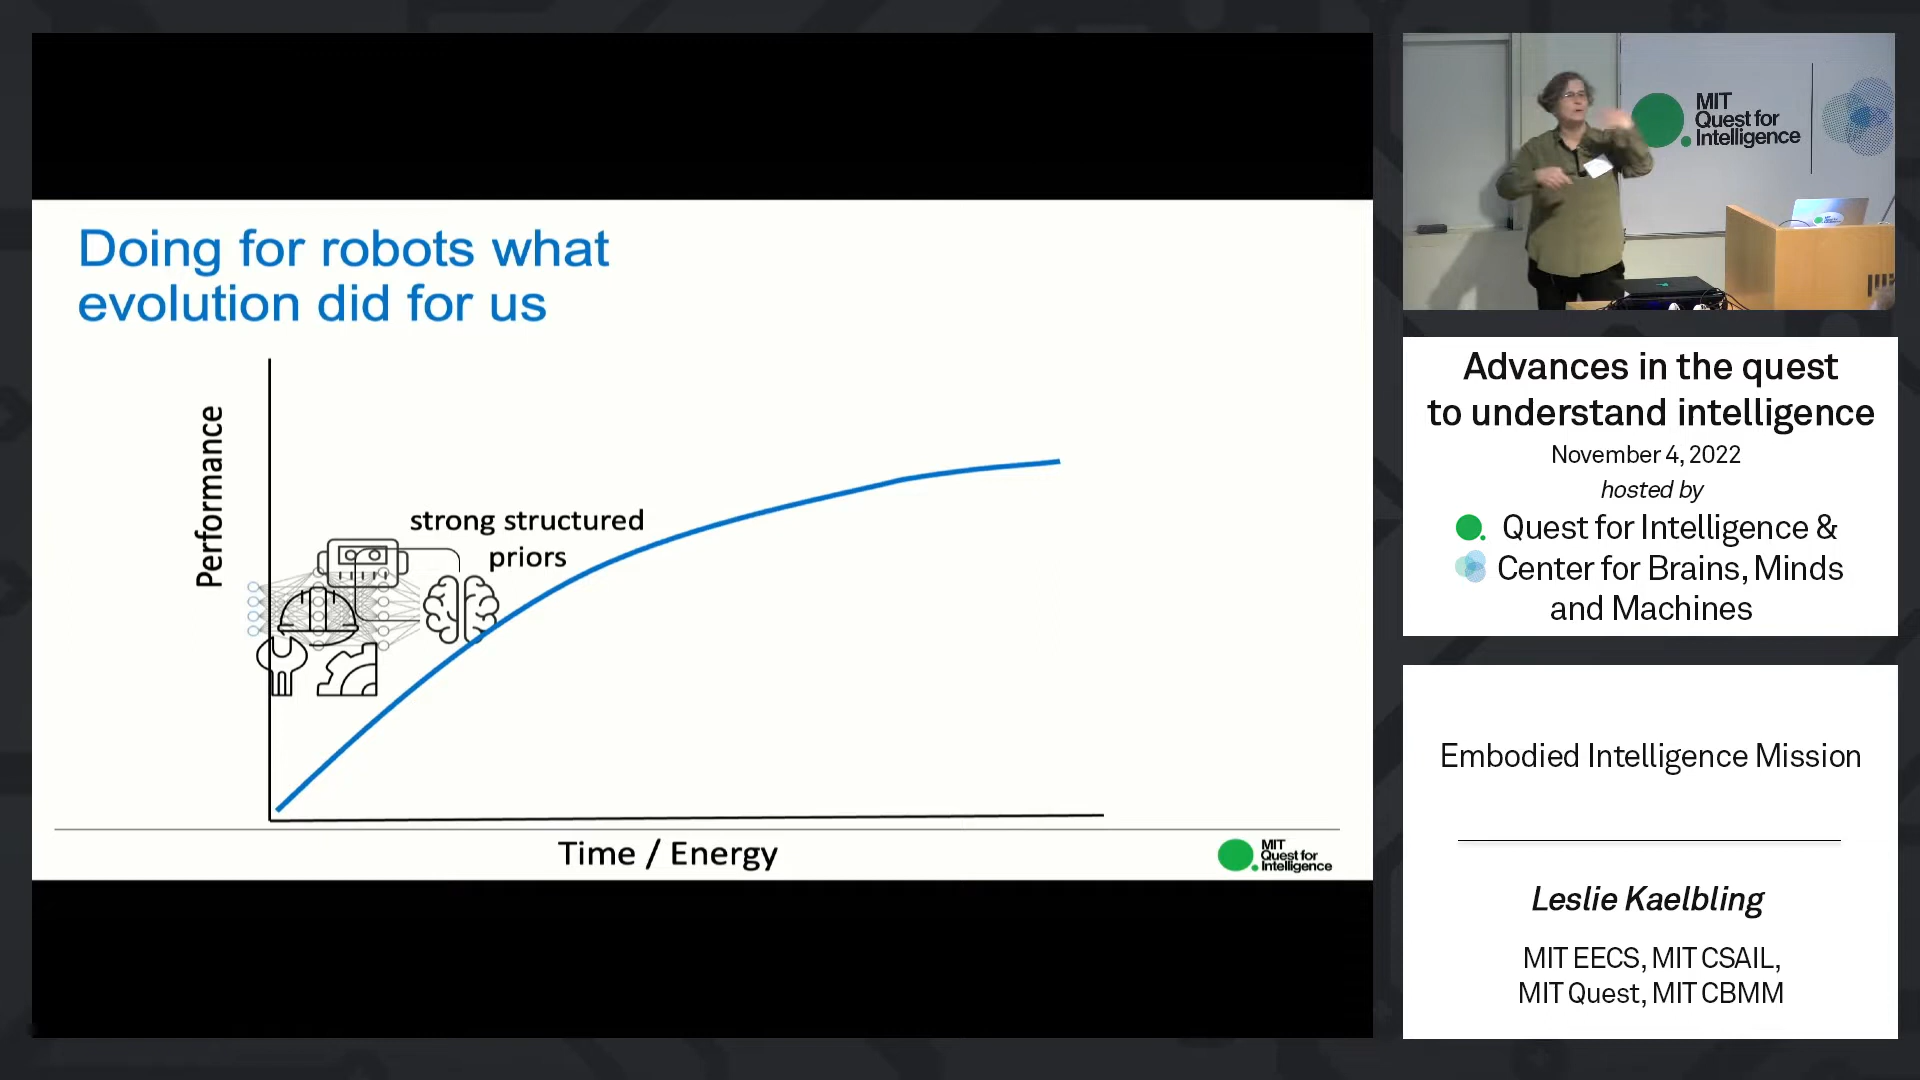 Doing for robots what
evolution did for us
Performance
strong structured
priors
Time / Energy
MIT
Quest for
Intelligence
MIT
Quest for
Intelligence
Advances in the quest
to understand intelligence
November 4, 2022
hosted by
Quest for Intelligence &
Center for Brains, Minds
and Machines
Embodied Intelligence Mission
Leslie Kaelbling
MIT EECS, MIT CSAIL,
MIT Quest, MIT CBMM